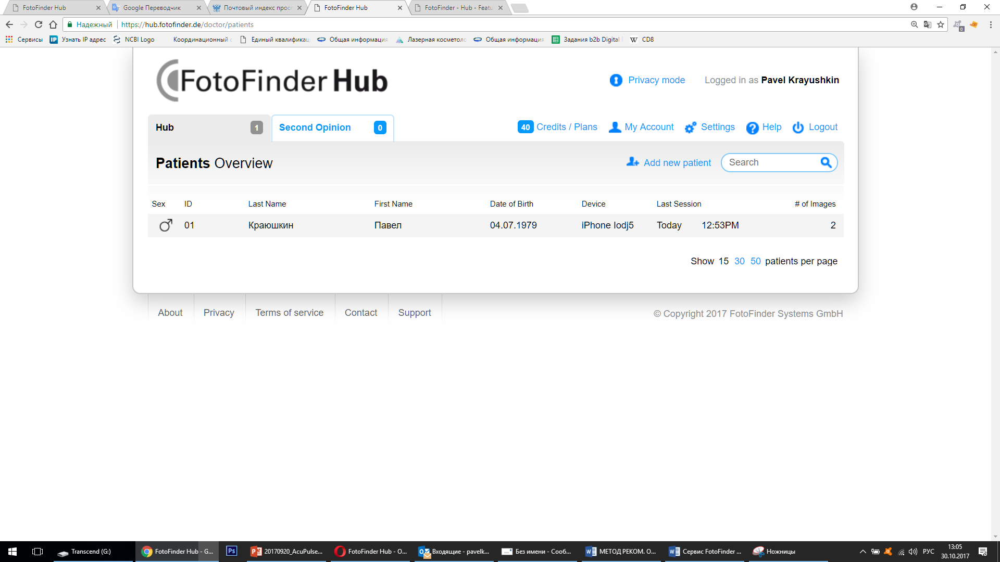 FotoFinder Hub
Google Переводчик
Почтовый индекс прос
FotoFinder Hub
FotoFinder - Hub - Featu
Надежный
https://hub.fotofinder.de/doctor/patients
0
Сервисы
IP
Узнать IP адрес
NCBI Logo
Координационный
Единый квалификац
Общая информация
Лазерная косметоло
Общая информация
Задания b2b Digital
W
CD8
FotoFinder Hub
Privacy mode
Logged in as Pavel Krayushkin
Hub 1
Second Opinion 0
40 Credits / Plans
My Account
Settings
Help
Logout
Patients Overview
Add new patient
Search
Sex ID Last Name First Name Date of Birth Device Last Session # of Images
01 Краюшкин Павел 04.07.1979 iPhone Iodj5 Today 12:53PM 2
Show 15 30 50 patients per page
About
Privacy
Terms of service
Contact
Support
© Copyright 2017 FotoFinder Systems GmbH
Transcend (G:)
FotoFinder Hub - G...
Ps
20170920_AcuPulse...
FotoFinder Hub - O...
Входящие - pavelk...
Без имени - Сооб...
МЕТОД РЕКОМ. О...
Сервис FotoFinder ...
Ножницы
РУС
13:05
30.10.2017